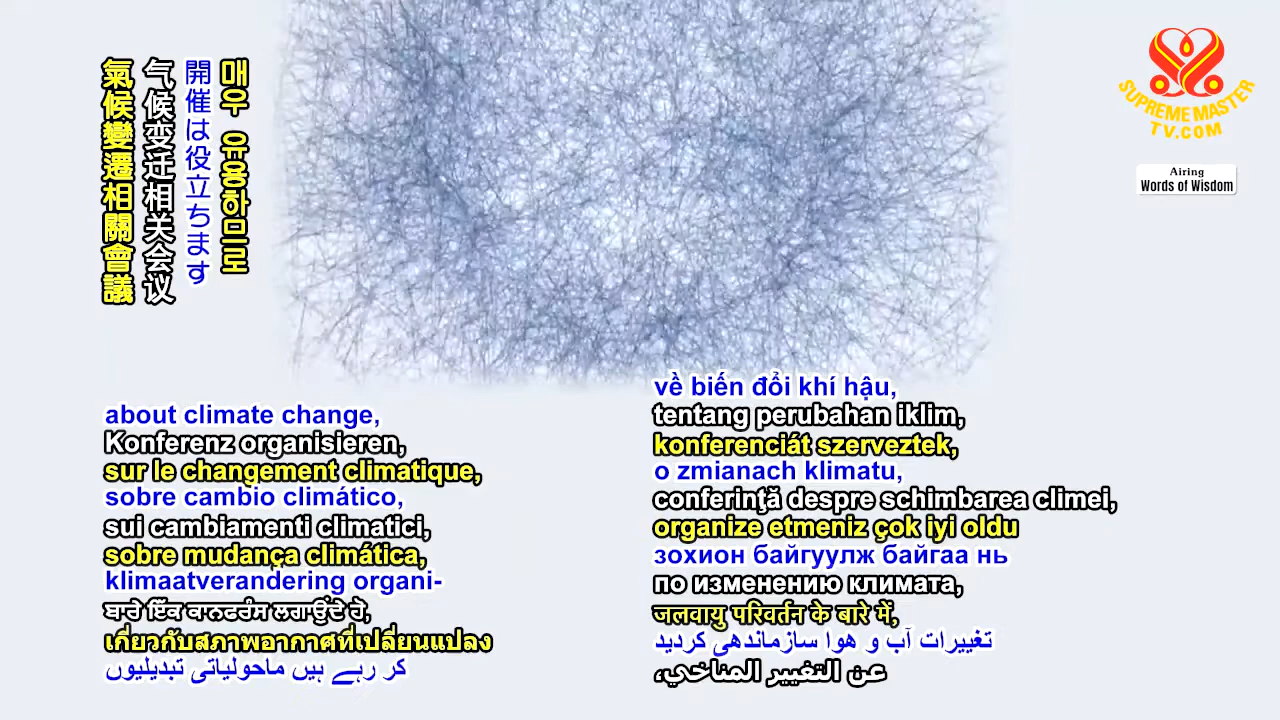 氣候變遷相關會議
气候变迁相关会议
開催は役立ちます
매우 유용하므로
SUPREME MASTER
TV.COM
Airing
Words of Wisdom
about climate change,
Konferenz organisieren,
sur le changement climatique,
sobre cambio climático,
sui cambiamenti climatici,
sobre mudança climática,
klimaatverandering organi-
ਬਾਰੇ ਇੱਕ ਕਾਨਫਰੰਸ ਲਗਾਉਂਦੇ ਹੋ,
เกี่ยวกับสภาพอากาศที่เปลี่ยนแปลง
کر رہے ہیں ماحولیاتی تبدیلیوں
về biến đổi khí hậu,
tentang perubahan iklim,
konferenciát szerveztek,
o zmianach klimatu,
conferinţă despre schimbarea climei,
organize etmeniz çok iyi oldu
зохион байгуулж байгаа нь
по изменению климата,
जलवायु परिवर्तन के बारे में,
تغییرات آب و هوا سازماندهی کردید
عن التغيير المناخي،